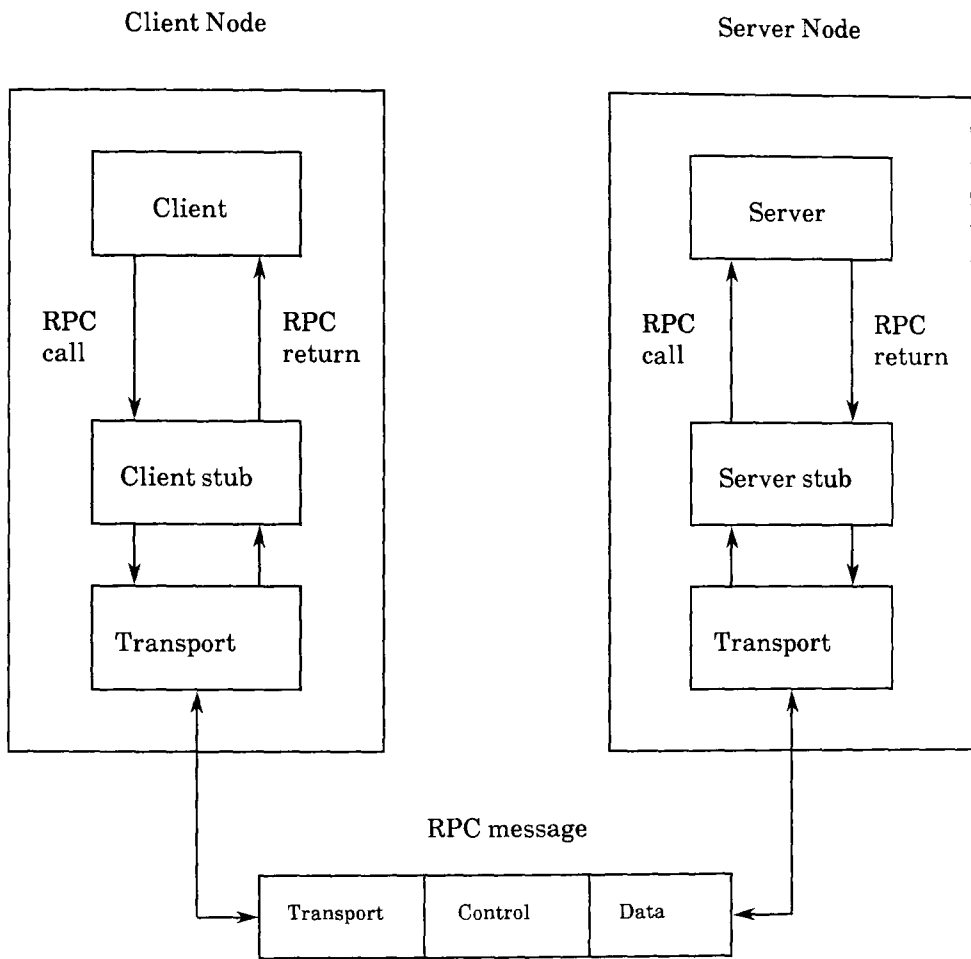 Client Node
Server Node
Client
Server
RPC
call
RPC
return
RPC
call
RPC
return
Client stub
Server stub
Transport
Transport
RPC message
Transport
Control
Data